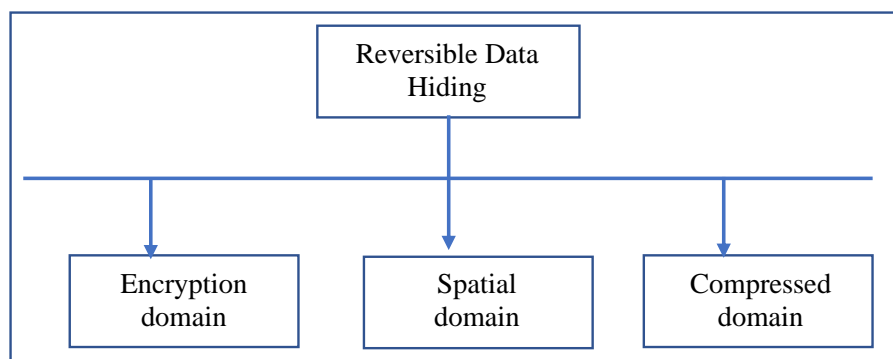 Reversible Data
Hiding
Encryption
domain
Spatial
domain
Compressed
domain